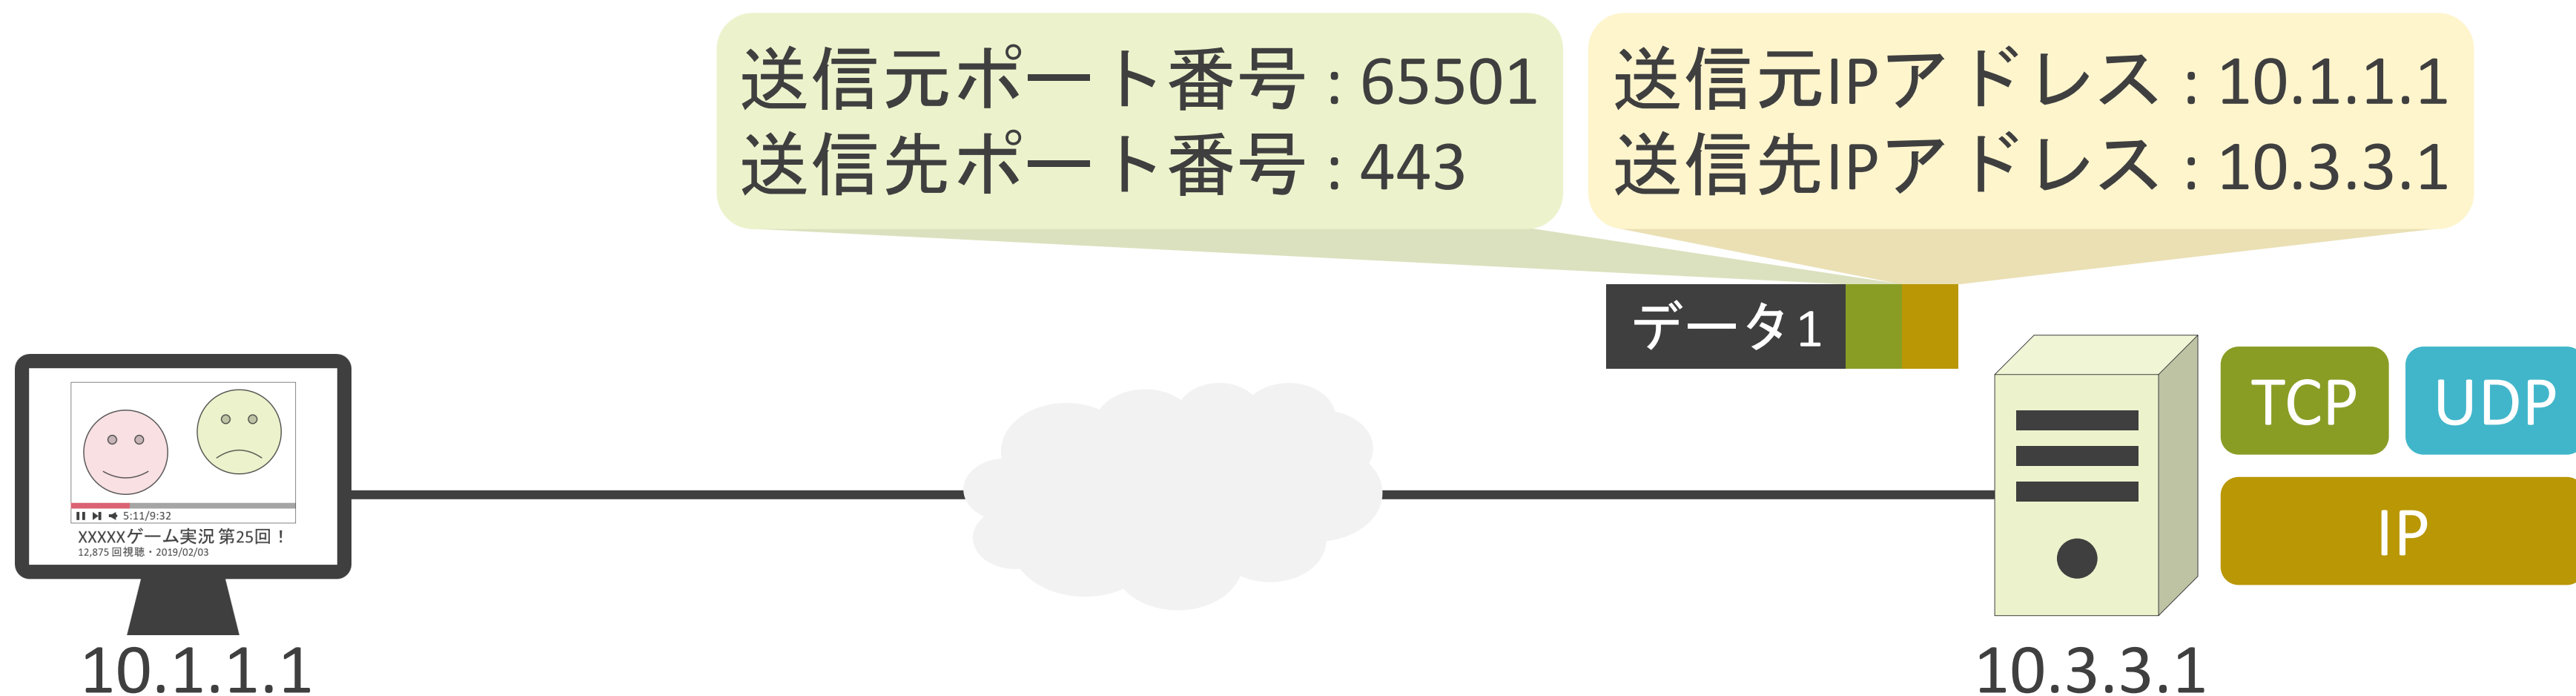 送信元ポート番号 : 65501
送信先ポート番号 : 443
送信元IPアドレス : 10.1.1.1
送信先IPアドレス : 10.3.3.1
データ1
5:11/9:32
XXXXXゲーム実況 第25回！
12,875 回視聴・2019/02/03
10.1.1.1
TCP
UDP
IP
10.3.3.1